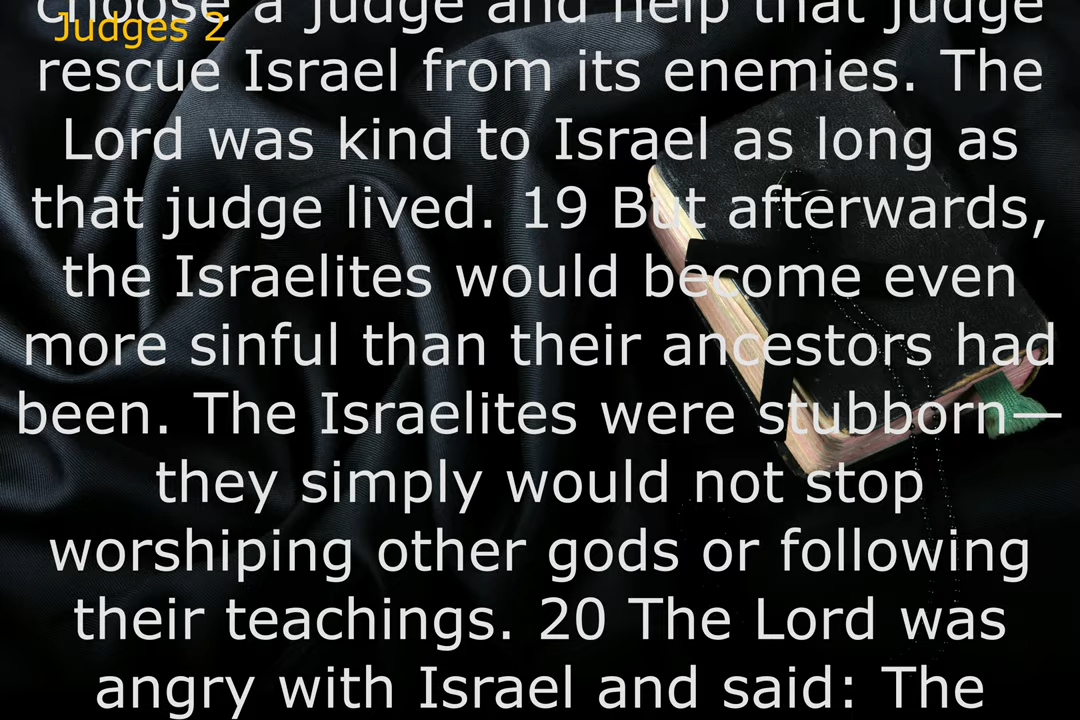 choose a judge and help that judge
Judges 2
rescue Israel from its enemies. The
Lord was kind to Israel as long as
that judge lived. 19 But afterwards,
the Israelites would become even
more sinful than their ancestors had
been. The Israelites were stubborn—
they simply would not stop
worshiping other gods or following
their teachings. 20 The Lord was
angry with Israel and said: The